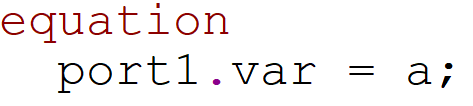 equation
  port1.var = a;